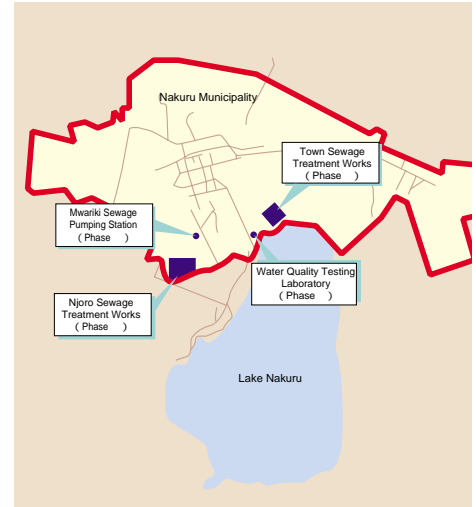 Nakuru Municipality
Town Sewage
Treatment Works
( Phase )
Mwariki Sewage
Pumping Station
( Phase )
Water Quality Testing
Laboratory
( Phase )
Njoro Sewage
Treatment Works
( Phase )
Lake Nakuru